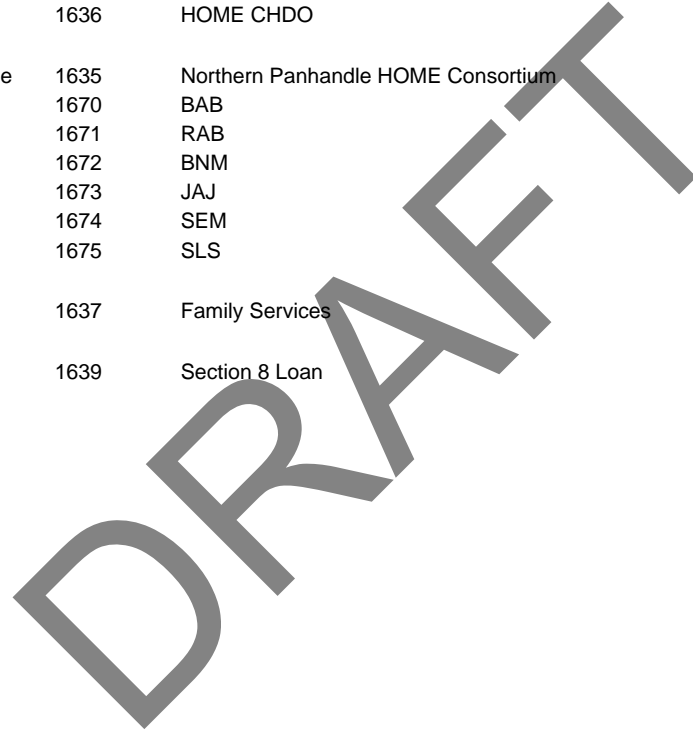 1636 HOME CHDO
e 1635 Northern Panhandle HOME Consortium
1670 BAB
1671 RAB
1672 BNM
1673 JAJ
1674 SEM
1675 SLS
1637 Family Services
1639 Section 8 Loan
DRAFT